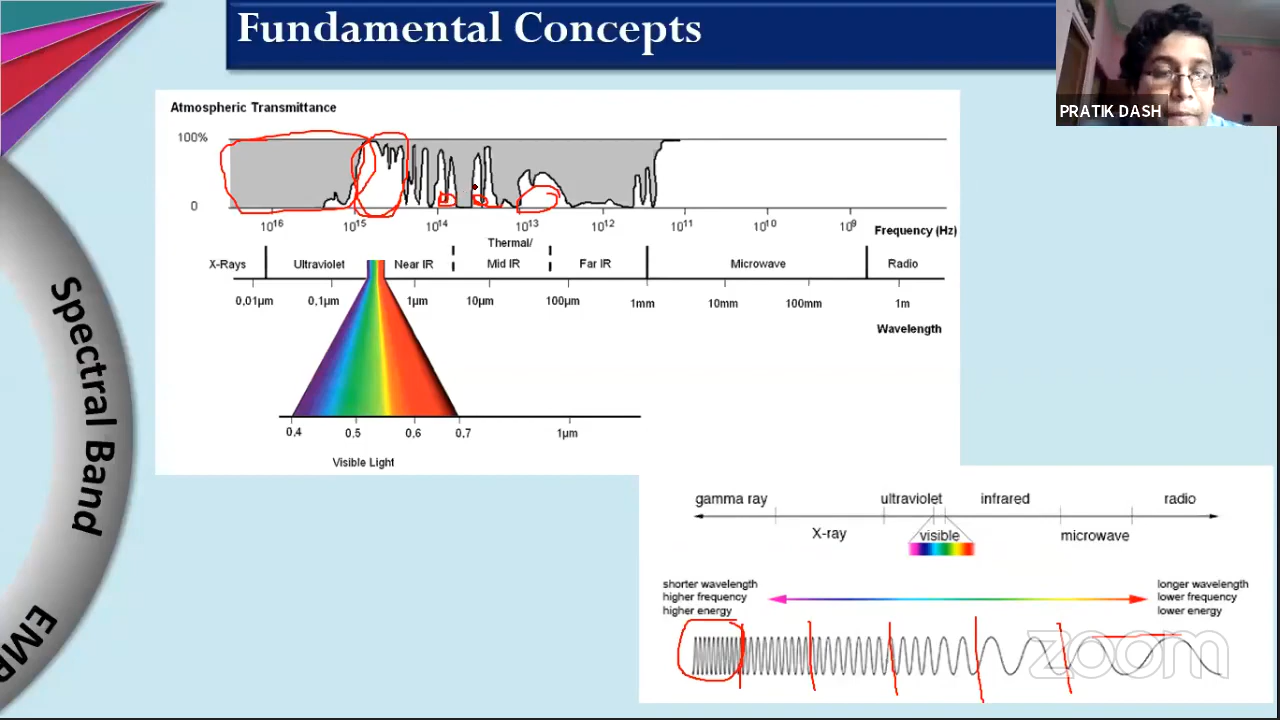 Fundamental Concepts
PRATIK DASH
Atmospheric Transmittance
100%
0
10¹⁶ 10¹⁵ 10¹⁴ 10¹³ 10¹² 10¹¹ 10¹⁰ 10⁹ Frequency (Hz)
Thermal/
X-Rays Ultraviolet Near IR Mid IR Far IR Microwave Radio
0.01µm 0.1µm 1µm 10µm 100µm 1mm 10mm 100mm 1m
Wavelength
0.4 0.5 0.6 0.7 1µm
Visible Light
Spectral Band
EMR
gamma ray ultraviolet infrared radio
X-ray visible microwave
shorter wavelength longer wavelength
higher frequency lower frequency
higher energy lower energy
zoom